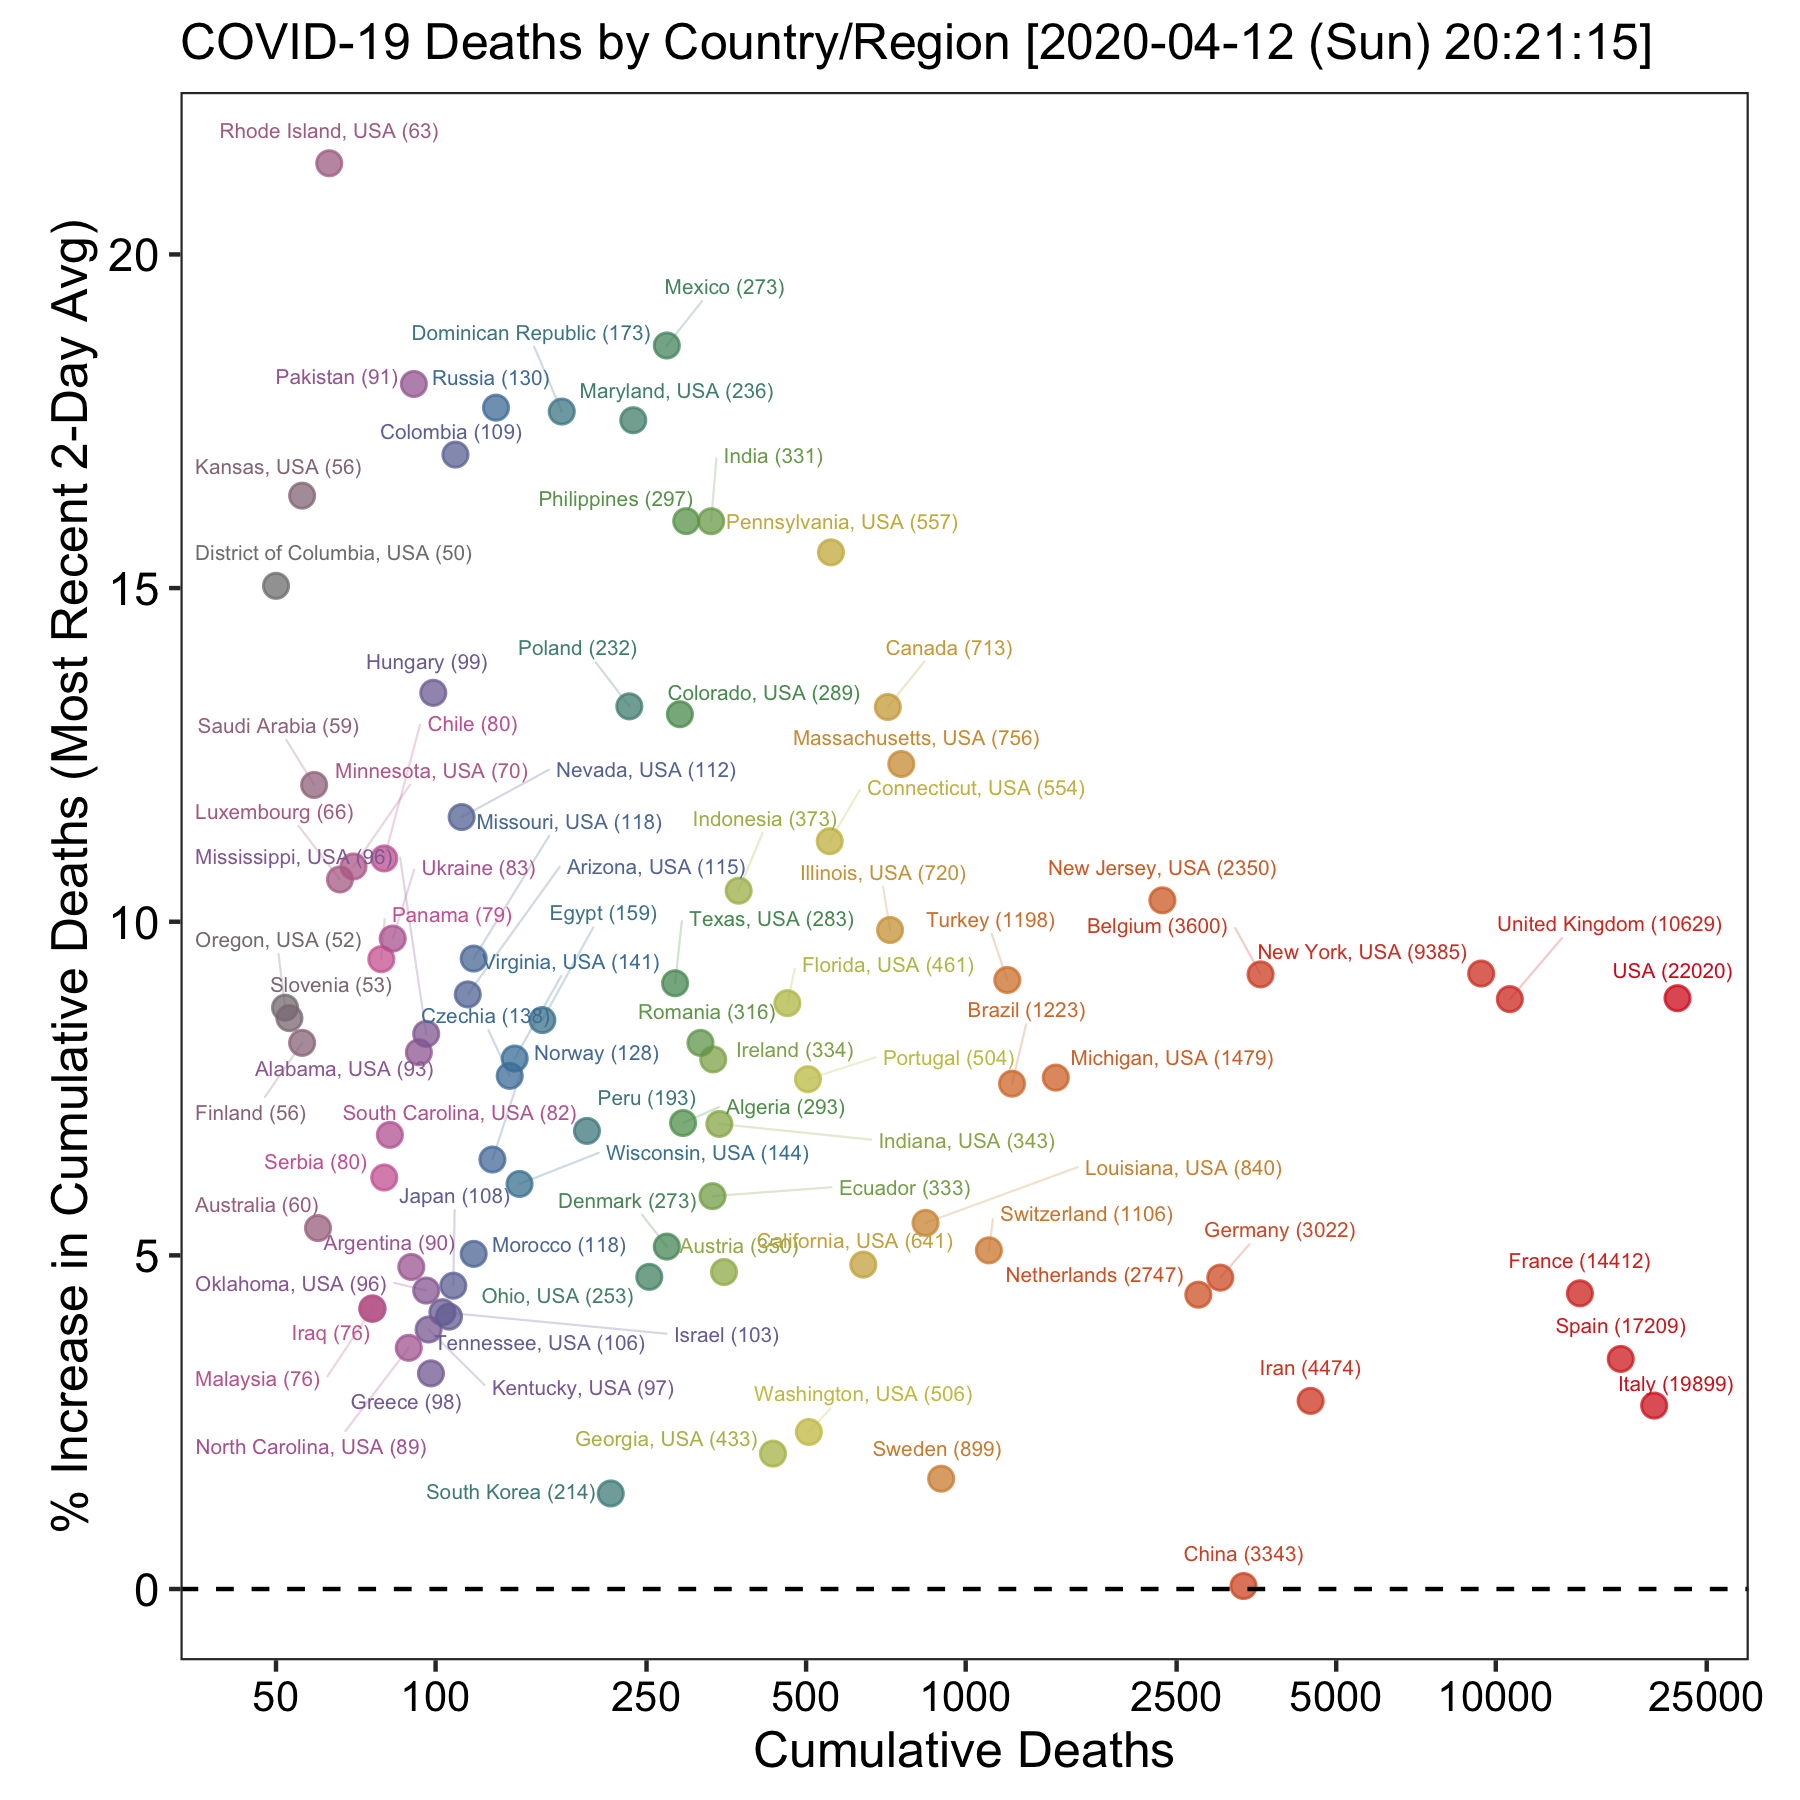 COVID-19 Deaths by Country/Region [2020-04-12 (Sun) 20:21:15]
% Increase in Cumulative Deaths (Most Recent 2-Day Avg)
20
15
10
5
0
Rhode Island, USA (63)
Mexico (273)
Dominican Republic (173)
Pakistan (91)
Russia (130)
Maryland, USA (236)
Colombia (109)
India (331)
Kansas, USA (56)
Philippines (297)
Pennsylvania, USA (557)
District of Columbia, USA (50)
Poland (232)
Canada (713)
Hungary (99)
Colorado, USA (289)
Saudi Arabia (59)
Chile (80)
Massachusetts, USA (756)
Minnesota, USA (70)
Nevada, USA (112)
Connecticut, USA (554)
Luxembourg (66)
Missouri, USA (118)
Indonesia (373)
Mississippi, USA (96)
Ukraine (83)
Arizona, USA (115)
Illinois, USA (720)
New Jersey, USA (2350)
Panama (79)
Egypt (159)
Texas, USA (283)
Turkey (1198)
Belgium (3600)
United Kingdom (10629)
Oregon, USA (52)
Virginia, USA (141)
Florida, USA (461)
New York, USA (9385)
USA (22020)
Slovenia (53)
Czechia (138)
Romania (316)
Brazil (1223)
Alabama, USA (93)
Norway (128)
Ireland (334)
Portugal (504)
Michigan, USA (1479)
Finland (56)
South Carolina, USA (82)
Peru (193)
Algeria (293)
Indiana, USA (343)
Serbia (80)
Wisconsin, USA (144)
Louisiana, USA (840)
Australia (60)
Japan (108)
Denmark (273)
Ecuador (333)
Switzerland (1106)
Argentina (90)
Morocco (118)
Austria (350)
California, USA (641)
Germany (3022)
Oklahoma, USA (96)
Ohio, USA (253)
Netherlands (2747)
France (14412)
Iraq (76)
Tennessee, USA (106)
Israel (103)
Spain (17209)
Malaysia (76)
Greece (98)
Kentucky, USA (97)
Washington, USA (506)
Iran (4474)
Italy (19899)
North Carolina, USA (89)
Georgia, USA (433)
Sweden (899)
South Korea (214)
China (3343)
50
100
250
500
1000
2500
5000
10000
25000
Cumulative Deaths